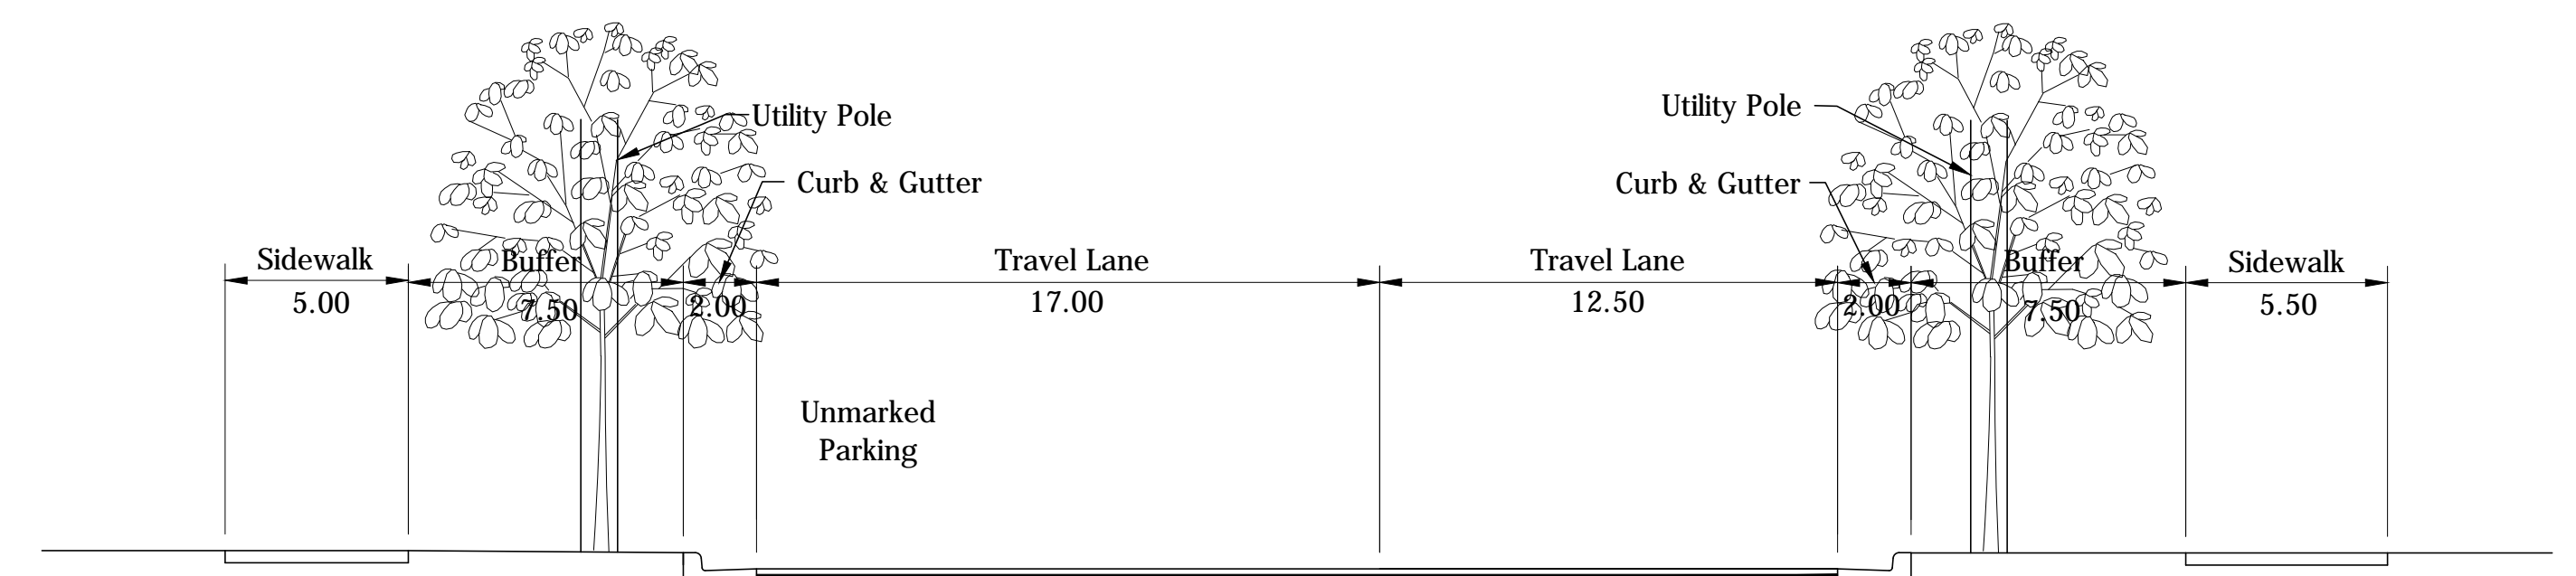 Utility Pole
Utility Pole
Curb & Gutter
Curb & Gutter
Sidewalk
Buffer
Travel Lane
Travel Lane
Buffer
Sidewalk
5.00
7.50
2.00
17.00
12.50
2.00
7.50
5.50
Unmarked
Parking